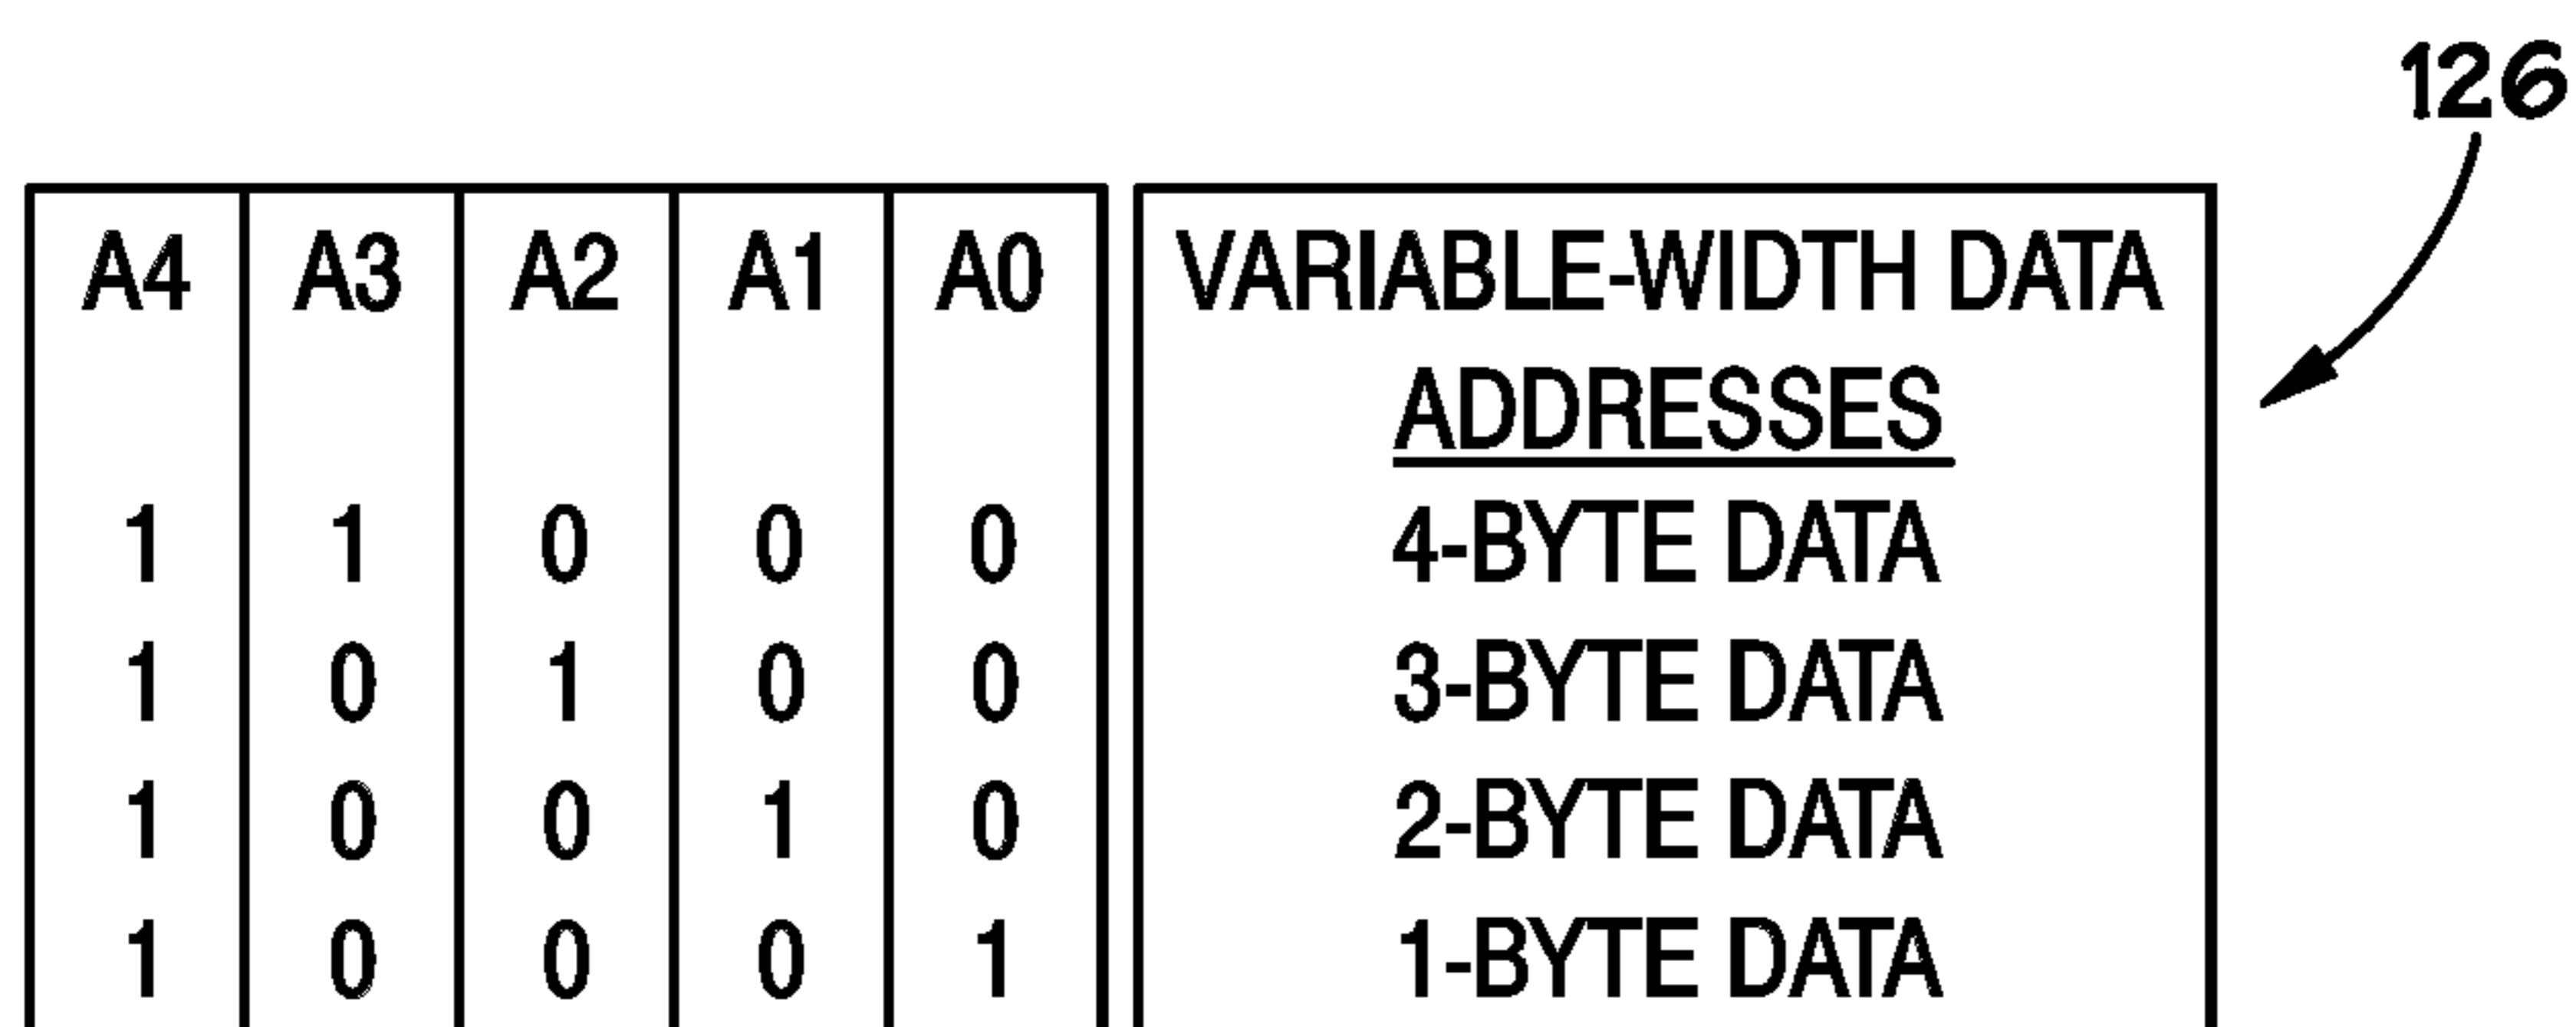 126
A4 A3 A2 A1 A0 VARIABLE-WIDTH DATA
ADDRESSES
1 1 0 0 0 4-BYTE DATA
1 0 1 0 0 3-BYTE DATA
1 0 0 1 0 2-BYTE DATA
1 0 0 0 1 1-BYTE DATA